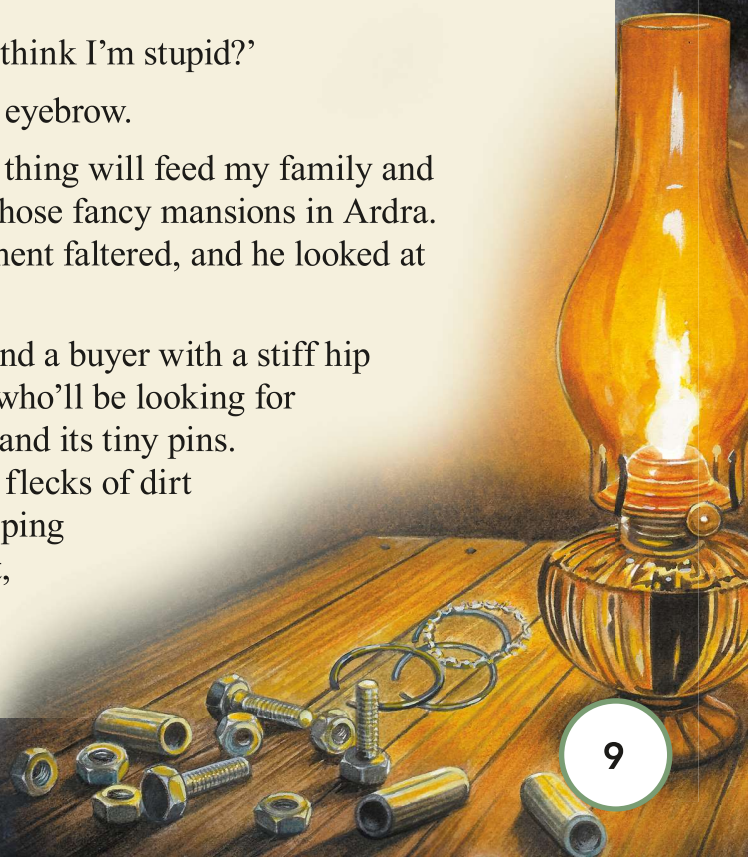 think I'm stupid?'
eyebrow.
thing will feed my family and
hose fancy mansions in Ardra.
faltered, and he looked at
nd a buyer with a stiff hip
who'll be looking for
and its tiny pins.
flecks of dirt
ping
9